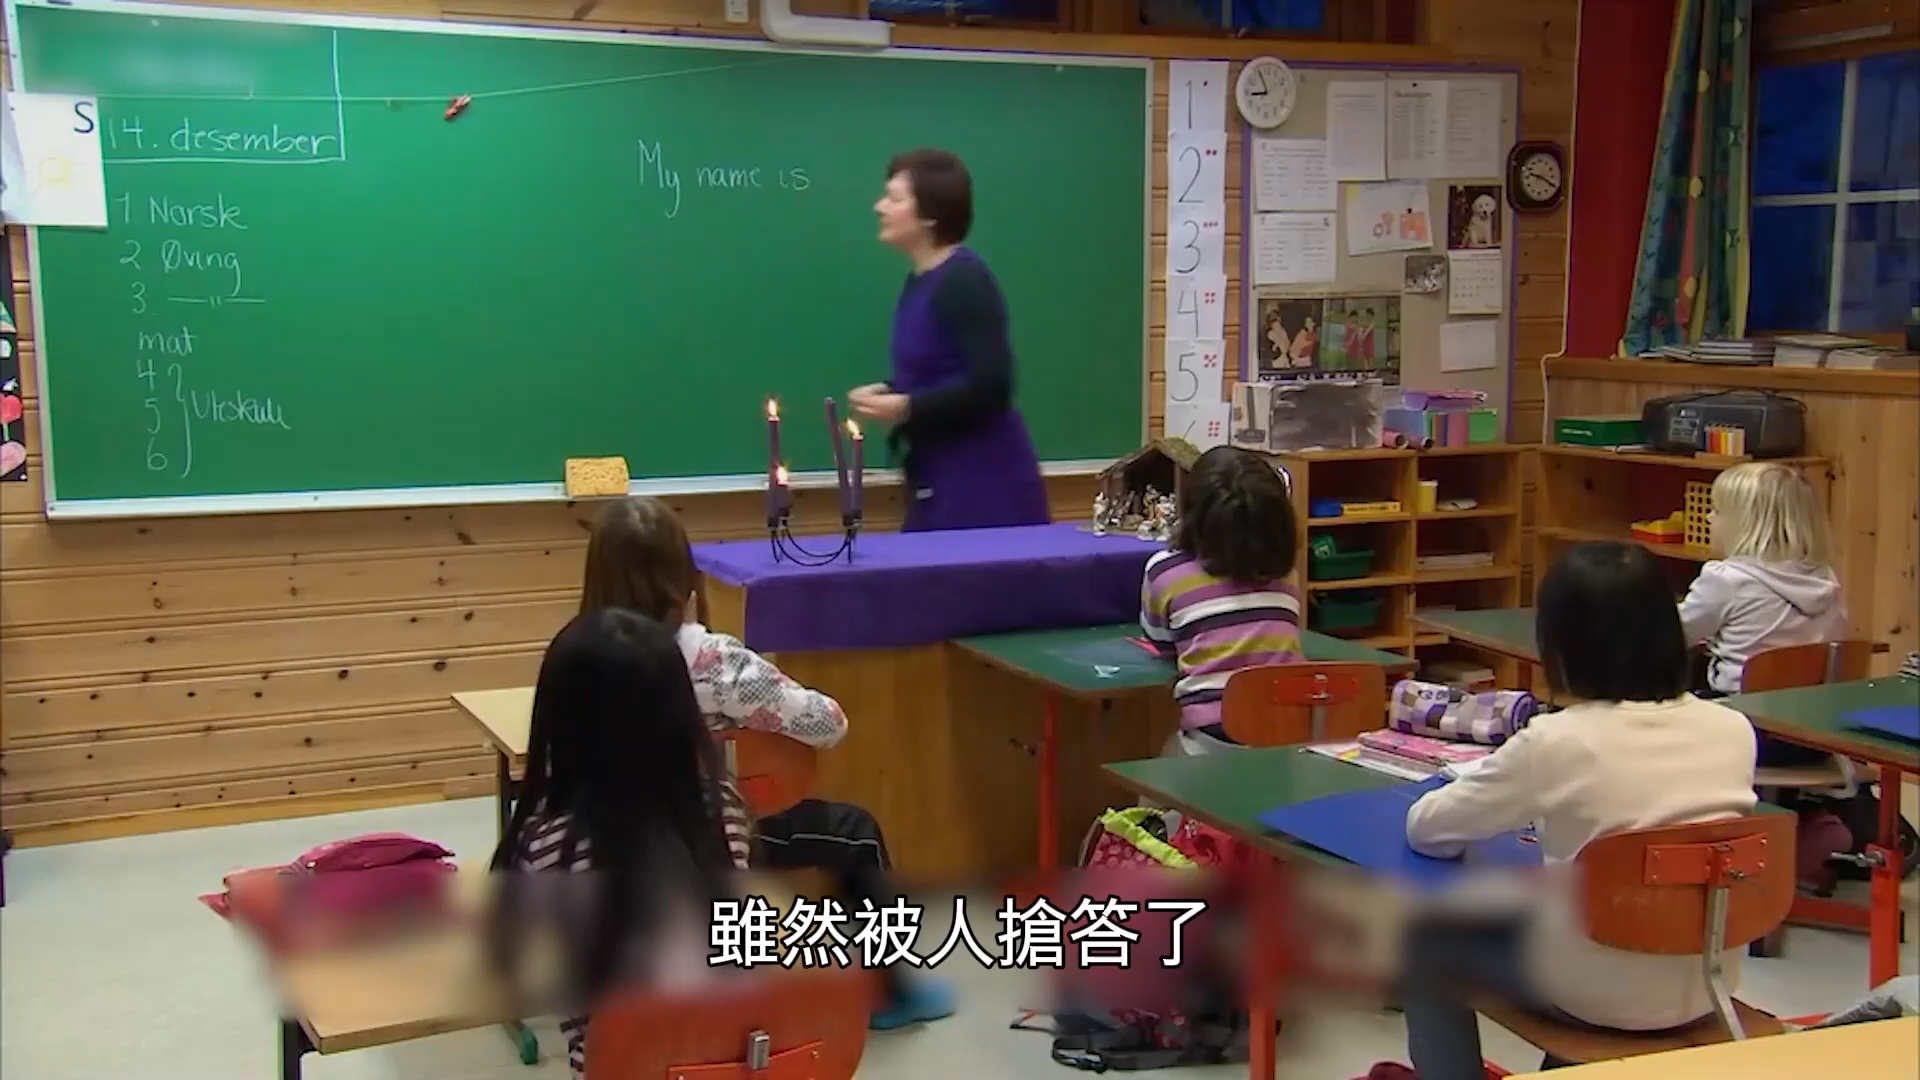 S
14. desember
1 Norsk
2 Øving
3 —"—
mat
4
5 Uteskule
6
My name is
1
2
3
4
5
雖然被人搶答了